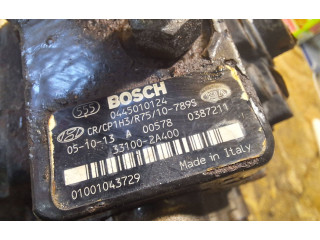 BOSCH
0445010124
CR/CP1H3/R75/10-789S
05-10-13 A 00578 0387211
33100-2A400
Made in Italy
01001043729